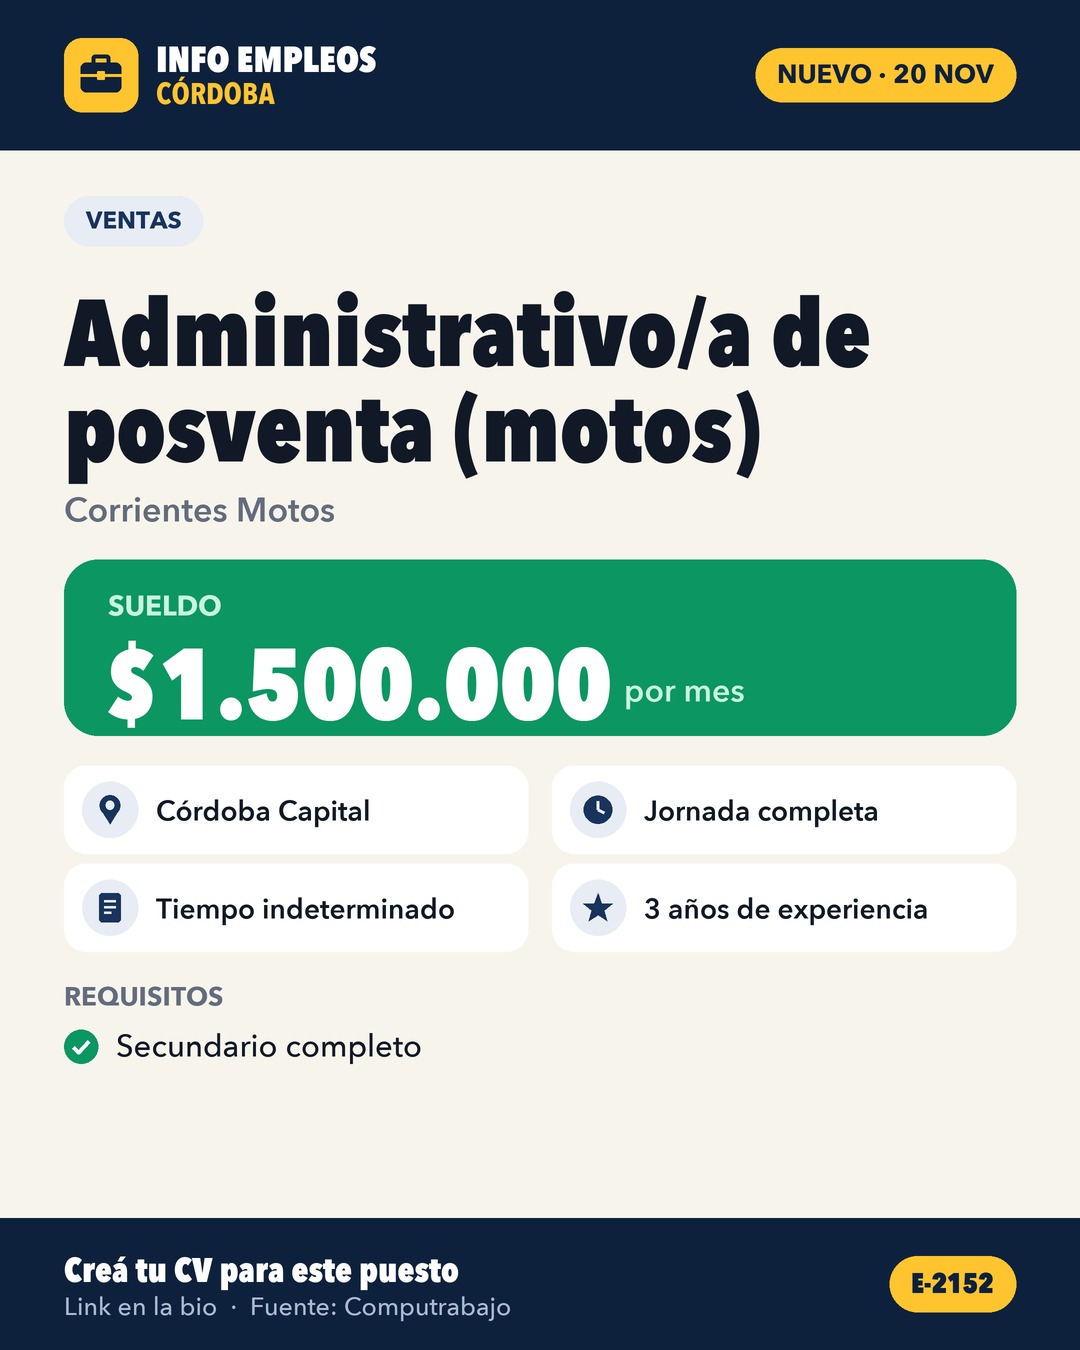 INFO EMPLEOS
CÓRDOBA
NUEVO · 20 NOV
VENTAS
Administrativo/a de
posventa (motos)
Corrientes Motos
SUELDO
$1.500.000 por mes
Córdoba Capital
Jornada completa
Tiempo indeterminado
3 años de experiencia
REQUISITOS
Secundario completo
Creá tu CV para este puesto
Link en la bio · Fuente: Computrabajo
E-2152